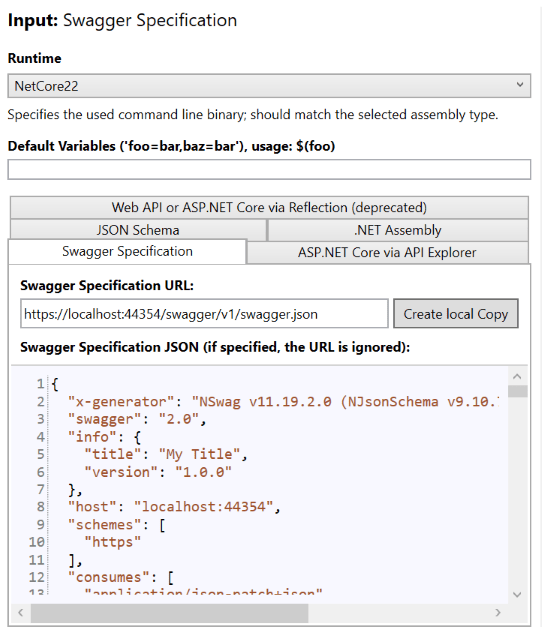 Input: Swagger Specification
Runtime
NetCore22
Specifies the used command line binary; should match the selected assembly type.
Default Variables ('foo=bar,baz=bar'), usage: $(foo)
Web API or ASP.NET Core via Reflection (deprecated)
JSON Schema
.NET Assembly
Swagger Specification
ASP.NET Core via API Explorer
Swagger Specification URL:
https://localhost:44354/swagger/v1/swagger.json
Create local Copy
Swagger Specification JSON (if specified, the URL is ignored):
1 {
2 "x-generator": "NSwag v11.19.2.0 (NJsonSchema v9.10.
3 "swagger": "2.0",
4 "info": {
5 "title": "My Title",
6 "version": "1.0.0"
7 },
8 "host": "localhost:44354",
9 "schemes": [
10 "https"
11 ],
12 "consumes": [
13 "application/json-patch+json"